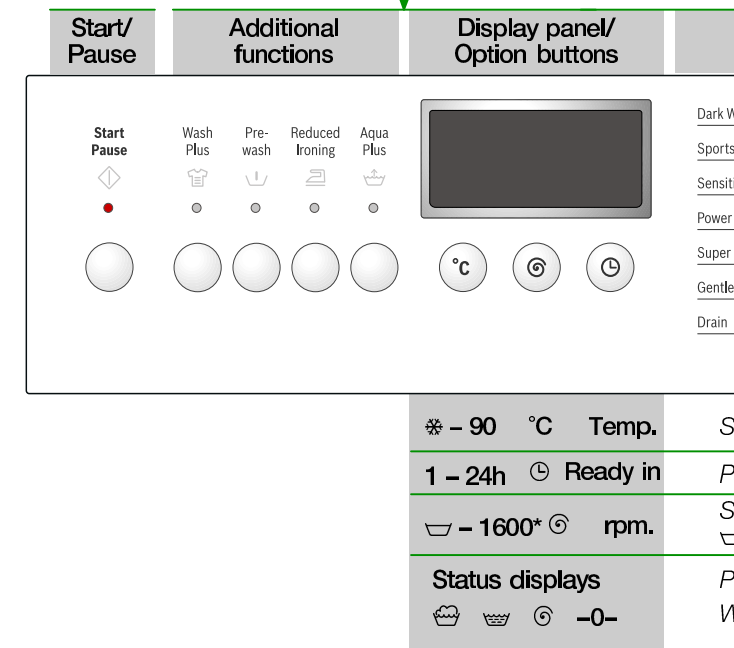 Start/
Pause
Additional
functions
Display panel/
Option buttons
Start
Pause
Wash
Plus
Pre-
wash
Reduced
Ironing
Aqua
Plus
°C
Dark W
Sports
Sensiti
Power
Super
Gentle
Drain
– 90 °C Temp.
S
1 – 24h Ready in
P
– 1600* rpm.
S
Status displays
P
–0–
W